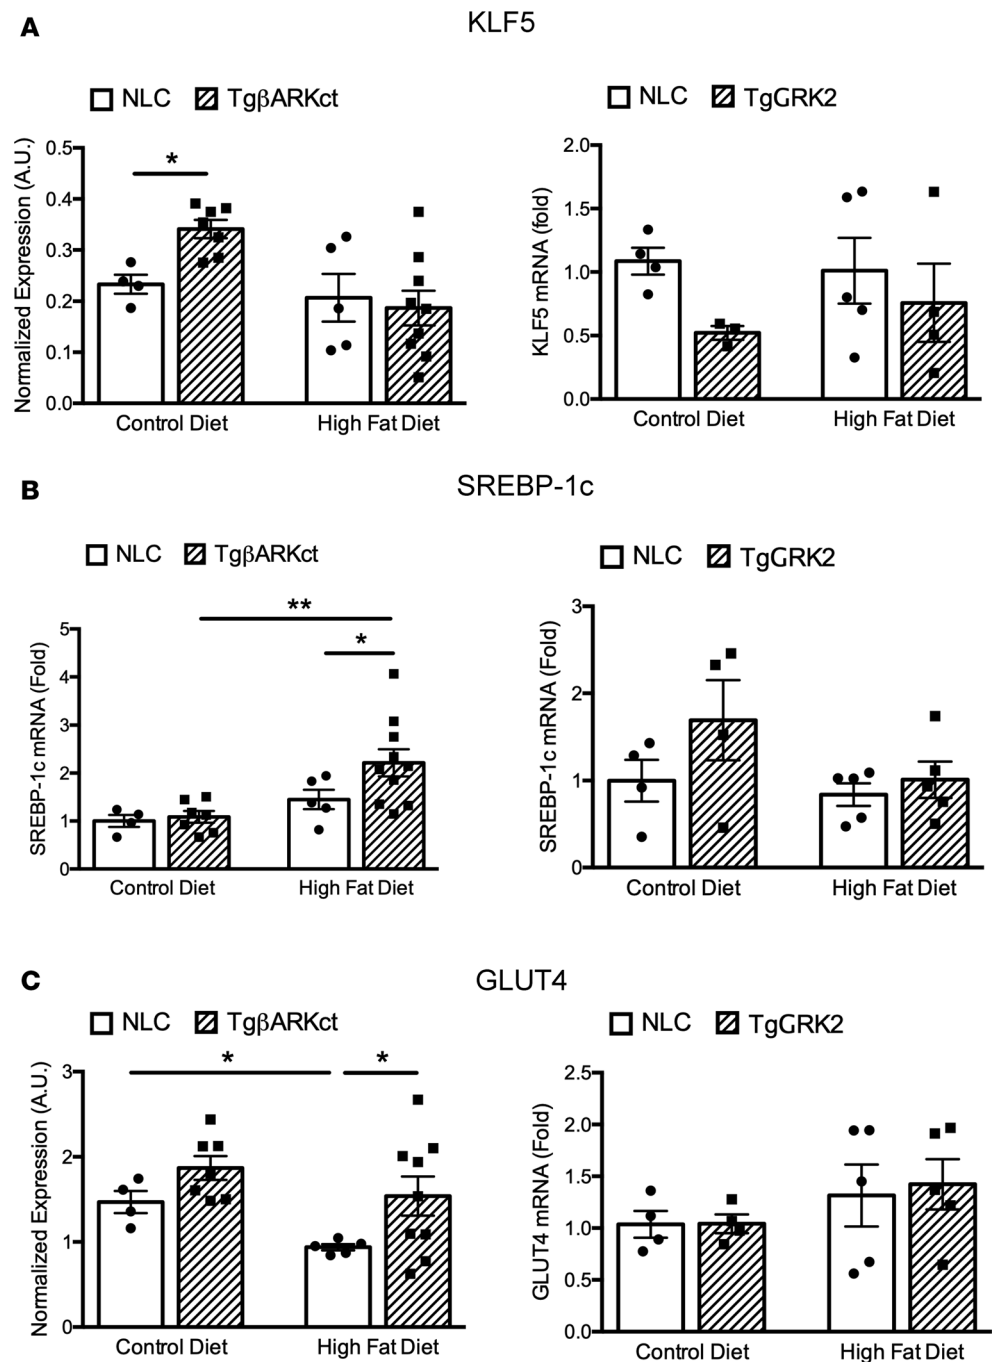 A
KLF5
NLC TgβARKct
NLC TgGRK2
Normalized Expression (A.U.)
0.5
0.4
0.3
0.2
0.1
0.0
*
Control Diet High Fat Diet
KLF5 mRNA (fold)
2.0
1.5
1.0
0.5
0.0
Control Diet High Fat Diet
B
SREBP-1c
NLC TgβARKct
NLC TgGRK2
SREBP-1c mRNA (Fold)
5
4
3
2
1
0
**
*
Control Diet High Fat Diet
SREBP-1c mRNA (Fold)
3
2
1
0
Control Diet High Fat Diet
C
GLUT4
NLC TgβARKct
NLC TgGRK2
Normalized Expression (A.U.)
3
2
1
0
* *
Control Diet High Fat Diet
GLUT4 mRNA (Fold)
2.5
2.0
1.5
1.0
0.5
0.0
Control Diet High Fat Diet